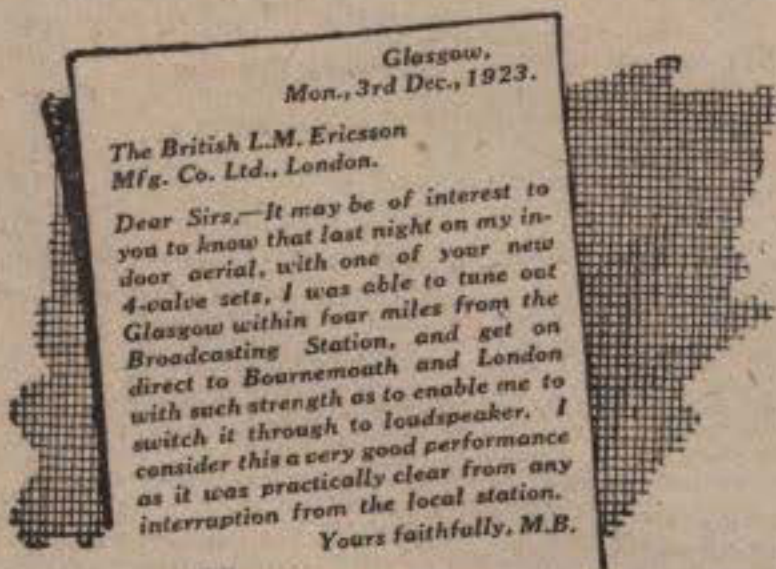 Glasgow,
Mon., 3rd Dec., 1923.
The British L.M. Ericsson
Mfg. Co. Ltd., London.
Dear Sirs,—It may be of interest to
you to know that last night on my in-
door aerial, with one of your new
4-valve sets, I was able to tune out
Glasgow within four miles from the
Broadcasting Station, and get on
direct to Bournemouth and London
with such strength as to enable me to
switch it through to loudspeaker. I
consider this a very good performance
as it was practically clear from any
interruption from the local station.
Yours faithfully, M.B.